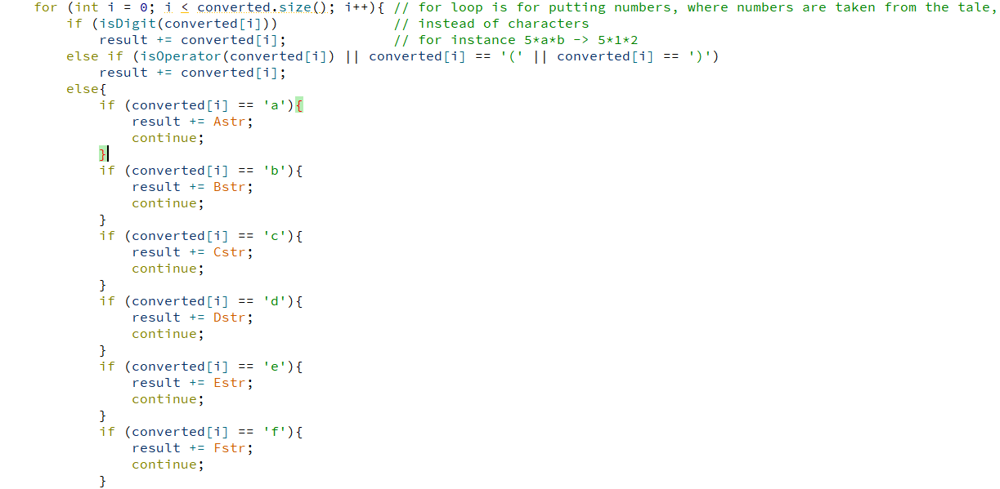 for (int i = 0; i < converted.size(); i++){ // for loop is for putting numbers, where numbers are taken from the tale,
    if (isDigit(converted[i]))              // instead of characters
        result += converted[i];             // for instance 5*a*b -> 5*1*2
    else if (isOperator(converted[i]) || converted[i] == '(' || converted[i] == ')')
        result += converted[i];
    else{
        if (converted[i] == 'a'){
            result += Astr;
            continue;
        }
        if (converted[i] == 'b'){
            result += Bstr;
            continue;
        }
        if (converted[i] == 'c'){
            result += Cstr;
            continue;
        }
        if (converted[i] == 'd'){
            result += Dstr;
            continue;
        }
        if (converted[i] == 'e'){
            result += Estr;
            continue;
        }
        if (converted[i] == 'f'){
            result += Fstr;
            continue;
        }